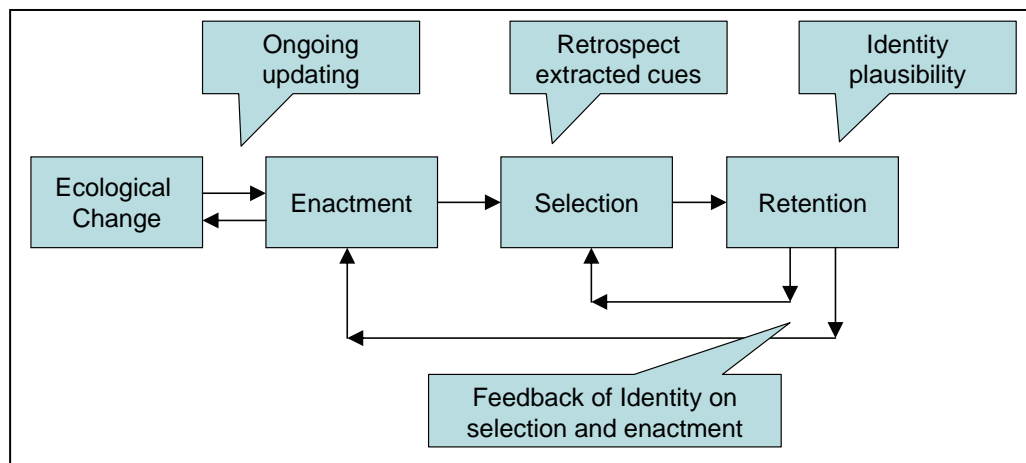 Ongoing
updating
Retrospect
extracted cues
Identity
plausibility
Ecological
Change
Enactment
Selection
Retention
Feedback of Identity on
selection and enactment